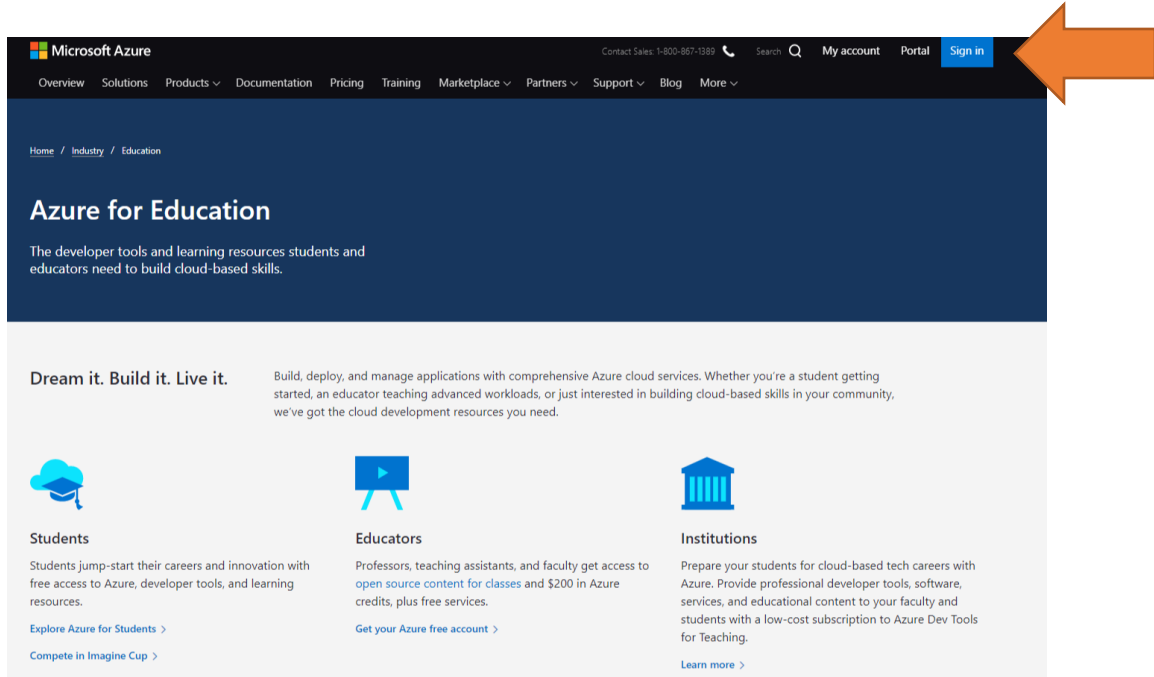 Microsoft Azure
Contact Sales: 1-800-867-1389 Search My account Portal Sign in
Overview Solutions Products Documentation Pricing Training Marketplace Partners Support Blog More
Home / Industry / Education
Azure for Education
The developer tools and learning resources students and
educators need to build cloud-based skills.
Dream it. Build it. Live it.
Build, deploy, and manage applications with comprehensive Azure cloud services. Whether you're a student getting
started, an educator teaching advanced workloads, or just interested in building cloud-based skills in your community,
we've got the cloud development resources you need.
Students
Students jump-start their careers and innovation with
free access to Azure, developer tools, and learning
resources.
Explore Azure for Students >
Compete in Imagine Cup >
Educators
Professors, teaching assistants, and faculty get access to
open source content for classes and $200 in Azure
credits, plus free services.
Get your Azure free account >
Institutions
Prepare your students for cloud-based tech careers with
Azure. Provide professional developer tools, software,
services, and educational content to your faculty and
students with a low-cost subscription to Azure Dev Tools
for Teaching.
Learn more >